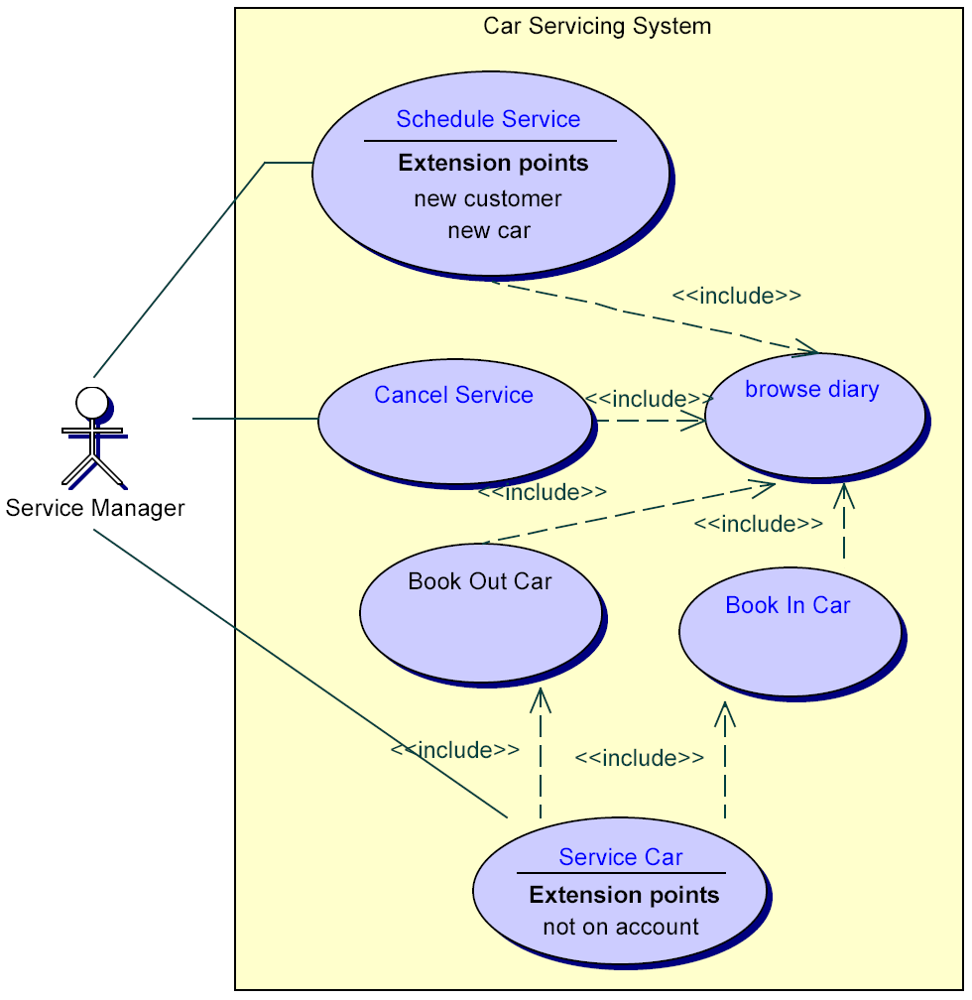 Car Servicing System
Schedule Service
Extension points
new customer
new car
<<include>>
Cancel Service
<<include>>
browse diary
<<include>>
Service Manager
<<include>>
Book Out Car
Book In Car
<<include>>
<<include>>
Service Car
Extension points
not on account